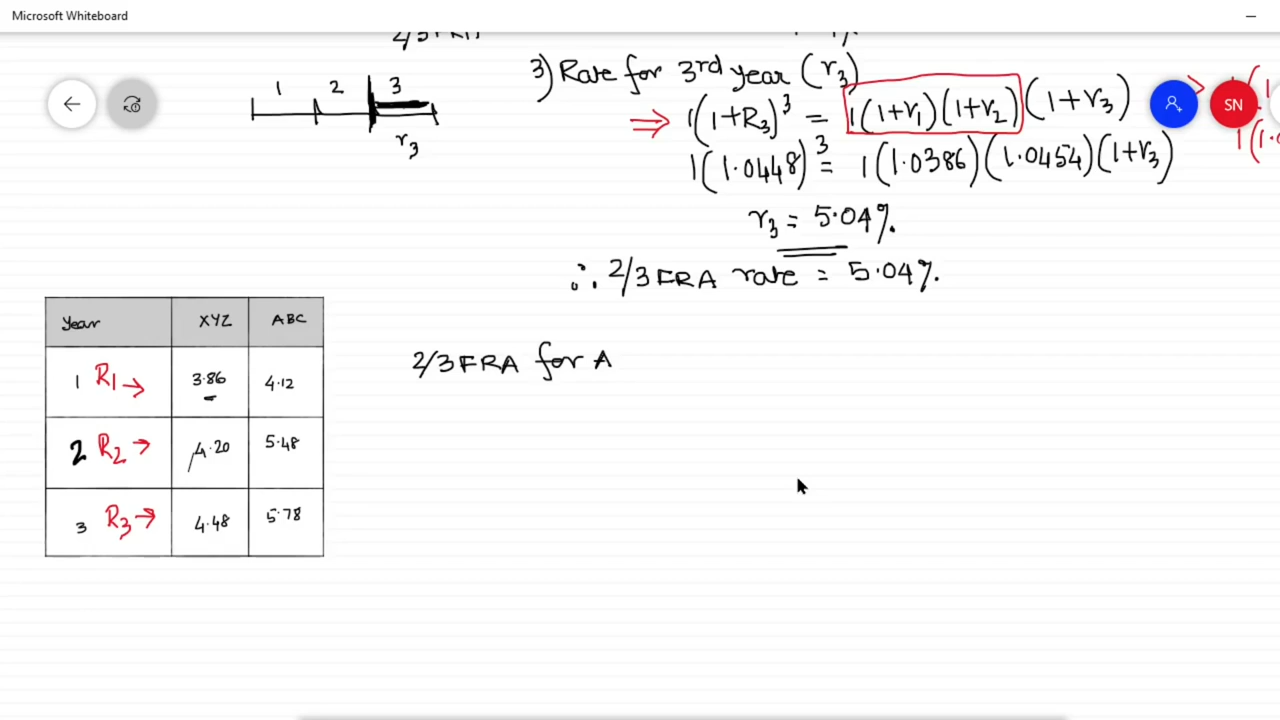 Microsoft Whiteboard
3) Rate for 3rd year (r₃)
1 2 3
r₃
⇒ 1(1+R₃)³ = 1(1+r₁)(1+r₂)(1+r₃)
1(1.0448)³ = 1(1.0386)(1.0454)(1+r₃)
SN
r₃ = 5.04%.
∴ 2/3 FRA rate = 5.04%.
Year XYZ ABC
1 R₁ → 3.86 4.12
2 R₂ → 4.20 5.48
3 R₃ → 4.48 5.78
2/3 FRA for A